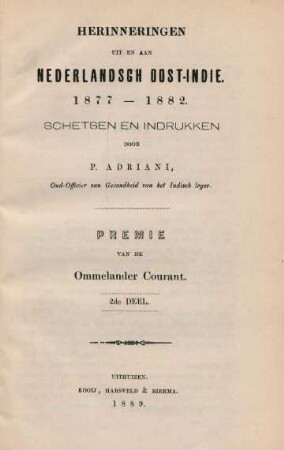 HERINNERINGEN
UIT EN AAN
NEDERLANDSCH OOST-INDIE.
1877 — 1882.
SCHETSEN EN INDRUKKEN
DOOR
P. ADRIANI,
Oud-Officier van Gezondheid van het Indisch leger.
PREMIE
VAN DE
Ommelander Courant.
2de DEEL.
UITHUIZEN.
KOOIJ, HARSVELD & BIERMA.
1889.